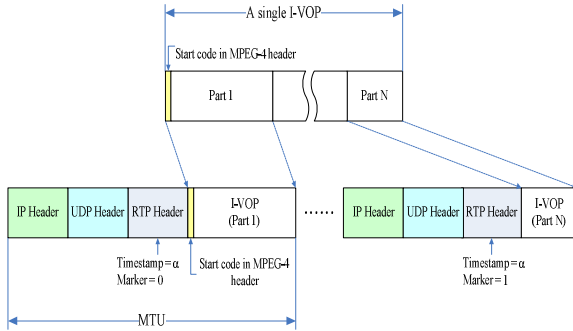 A single I-VOP
Start code in MPEG-4 header
Part 1
Part N
IP Header
UDP Header
RTP Header
I-VOP
(Part 1)
......
IP Header
UDP Header
RTP Header
I-VOP
(Part N)
Timestamp = α
Marker = 0
Start code in MPEG-4
header
Timestamp = α
Marker = 1
MTU